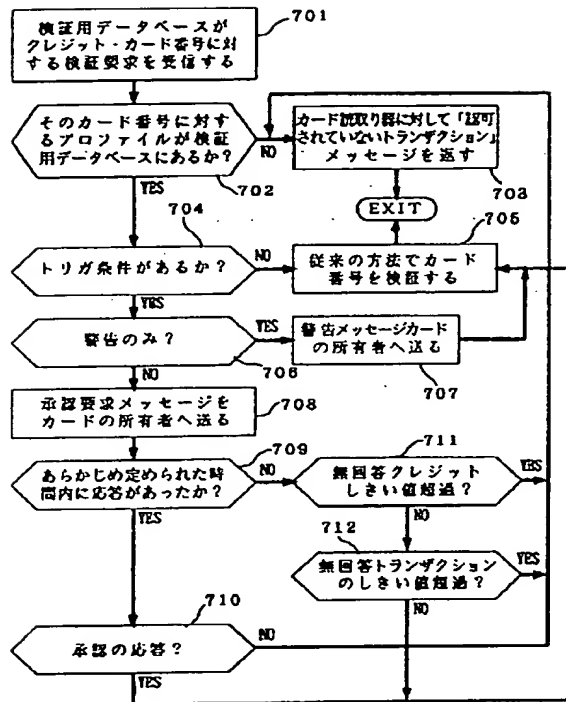 701
検証用データベースが
クレジット・カード番号に対
する検証要求を受信する
そのカード番号に対す
るプロファイルが検証
用データベースにあるか？
NO
YES
702
カード読取り器に対して「認可
されていないトランザクション」
メッセージを返す
703
EXIT
704
トリガ条件があるか？
NO
YES
705
従来の方法でカード
番号を検証する
警告のみ？
YES
NO
706
警告メッセージカード
の所有者へ送る
707
承認要求メッセージを
カードの所有者へ送る
708
709
あらかじめ定められた時
間内に応答があったか？
NO
YES
711
無回答クレジット
しきい値超過？
YES
NO
712
無回答トランザクション
のしきい値超過？
YES
NO
710
承認の応答？
NO
YES